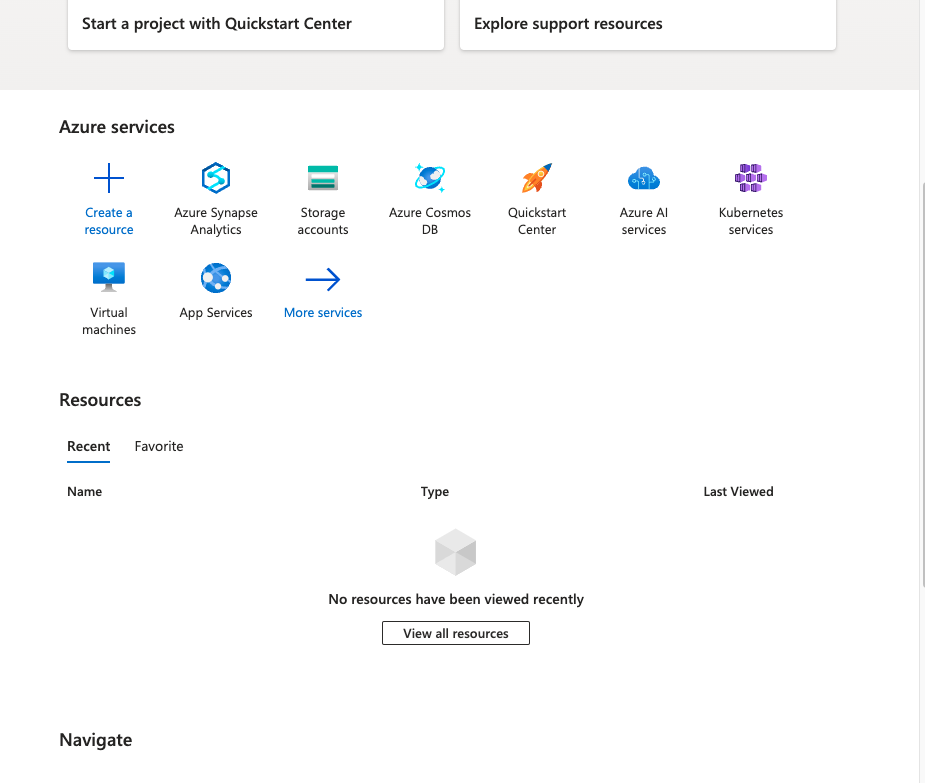 Start a project with Quickstart Center
Explore support resources
Azure services
Create a
resource
Azure Synapse
Analytics
Storage
accounts
Azure Cosmos
DB
Quickstart
Center
Azure AI
services
Kubernetes
services
Virtual
machines
App Services
More services
Resources
Recent
Favorite
Name
Type
Last Viewed
No resources have been viewed recently
View all resources
Navigate